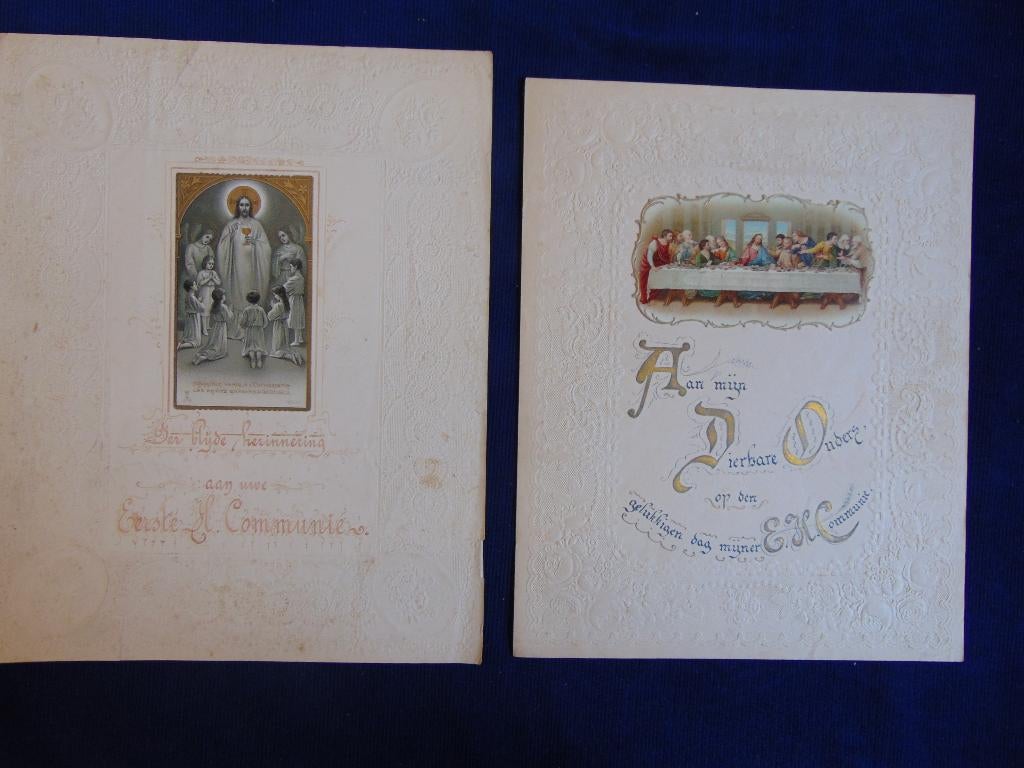 Ter blijde herinnering
aan uwe
Eerste H. Communie.
Aan mijn
Dierbare Ouders.
op den
gelukkigen dag mijner E.H. Communie.